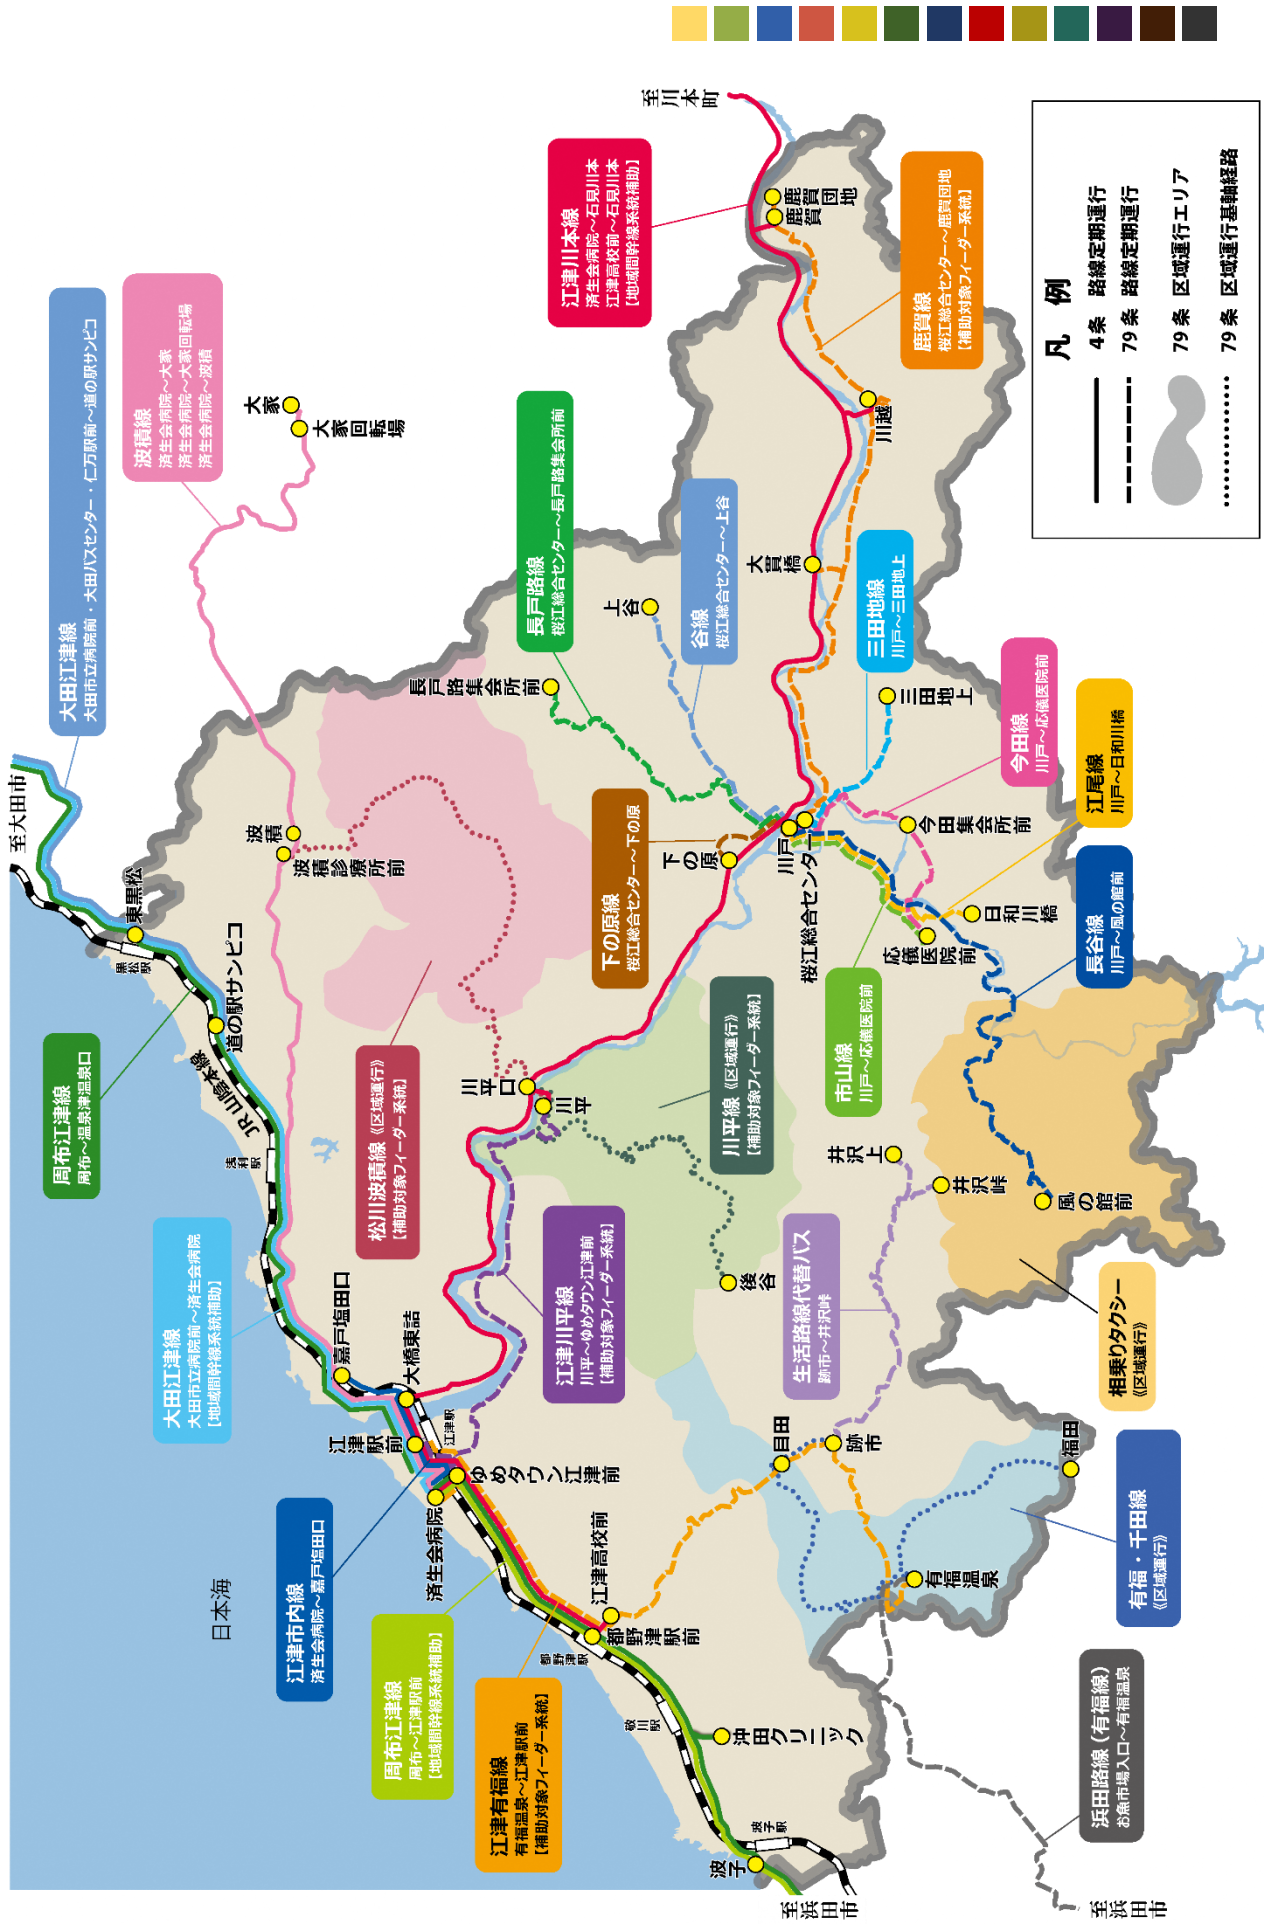 至川本町
江津川本線
済生会病院～石見川本
江津高校前～石見川本
【地域間幹線系統補助】
鹿賀団地
鹿賀
鹿賀線
桜江総合センター～鹿賀団地
【補助対象フィーダー系統】
凡 例
4条 路線定期運行
79条 路線定期運行
79条 区域運行エリア
79条 区域運行基軸経路
大田江津線
大田市立病院前・大田バスセンター・仁万駅前～道の駅サンピコ
波積線
済生会病院～大家
済生会病院～大家回転場
済生会病院～波積
大家
大家回転場
川越
長戸路線
桜江総合センター～長戸路集会所前
谷線
桜江総合センター～上谷
大貫橋
上谷
三田地線
川戸～三田地上
長戸路集会所前
三田地上
今田線
川戸～応儀医院前
江尾線
川戸～日和川橋
至大田市
波積
波積診療所前
下の原線
桜江総合センター～下の原
下の原
川戸
桜江総合センター
今田集会所前
日和川橋
応儀医院前
長谷線
川戸～風の館前
東黒松
黒松駅
道の駅サンピコ
周布江津線
周布～温泉津温泉口
JR山陰本線
浅利駅
松川波積線《区域運行》
【補助対象フィーダー系統】
川平口
川平
川平線《区域運行》
【補助対象フィーダー系統】
市山線
川戸～応儀医院前
井沢上
井沢峠
風の館前
大田江津線
大田市立病院前～済生会病院
【地域間幹線系統補助】
嘉戸塩田口
大橋東詰
江津川平線
川平～ゆめタウン江津前
【補助対象フィーダー系統】
後谷
生活路線代替バス
跡市～井沢峠
相乗りタクシー
《区域運行》
江津駅前
江津駅
ゆめタウン江津前
済生会病院
目田
跡市
福田
有福・千田線
《区域運行》
日本海
江津市内線
済生会病院～嘉戸塩田口
江津高校前
有福温泉
周布江津線
周布～江津駅前
【地域間幹線系統補助】
都野津駅前
都野津駅
江津有福線
有福温泉～江津駅前
【補助対象フィーダー系統】
敬川駅
沖田クリニック
浜田路線（有福線）
お魚市場入口～有福温泉
波子駅
波子
至浜田市
至浜田市